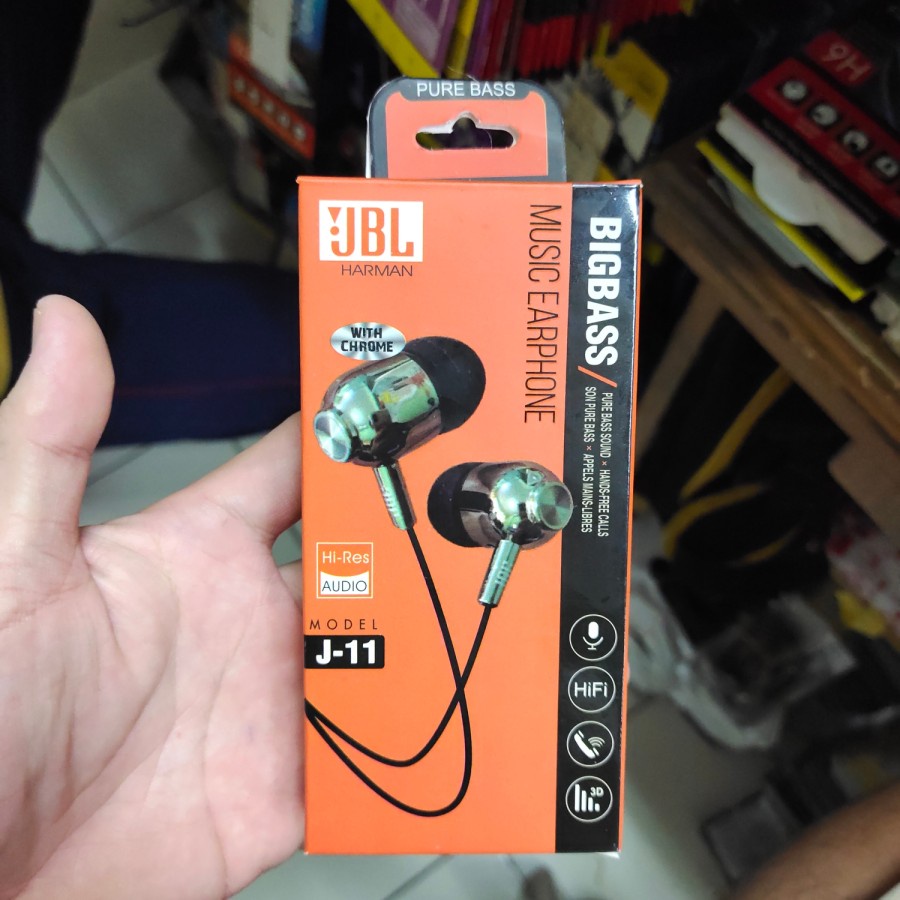 PURE BASS
JBL
HARMAN
MUSIC EARPHONE
BIGBASS/
PURE BASS SOUND × HANDS-FREE CALLS
SON PURE BASS × APPELS MAINS-LIBRES
WITH
CHROME
Hi-Res
AUDIO
MODEL
J-11
HiFi
3D
9H